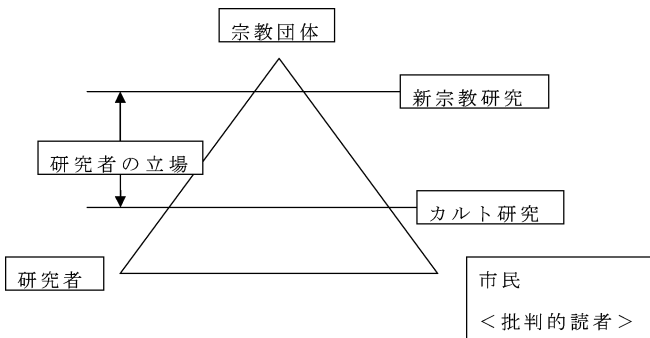 宗教団体
新宗教研究
研究者の立場
カルト研究
研究者
市民
＜批判的読者＞